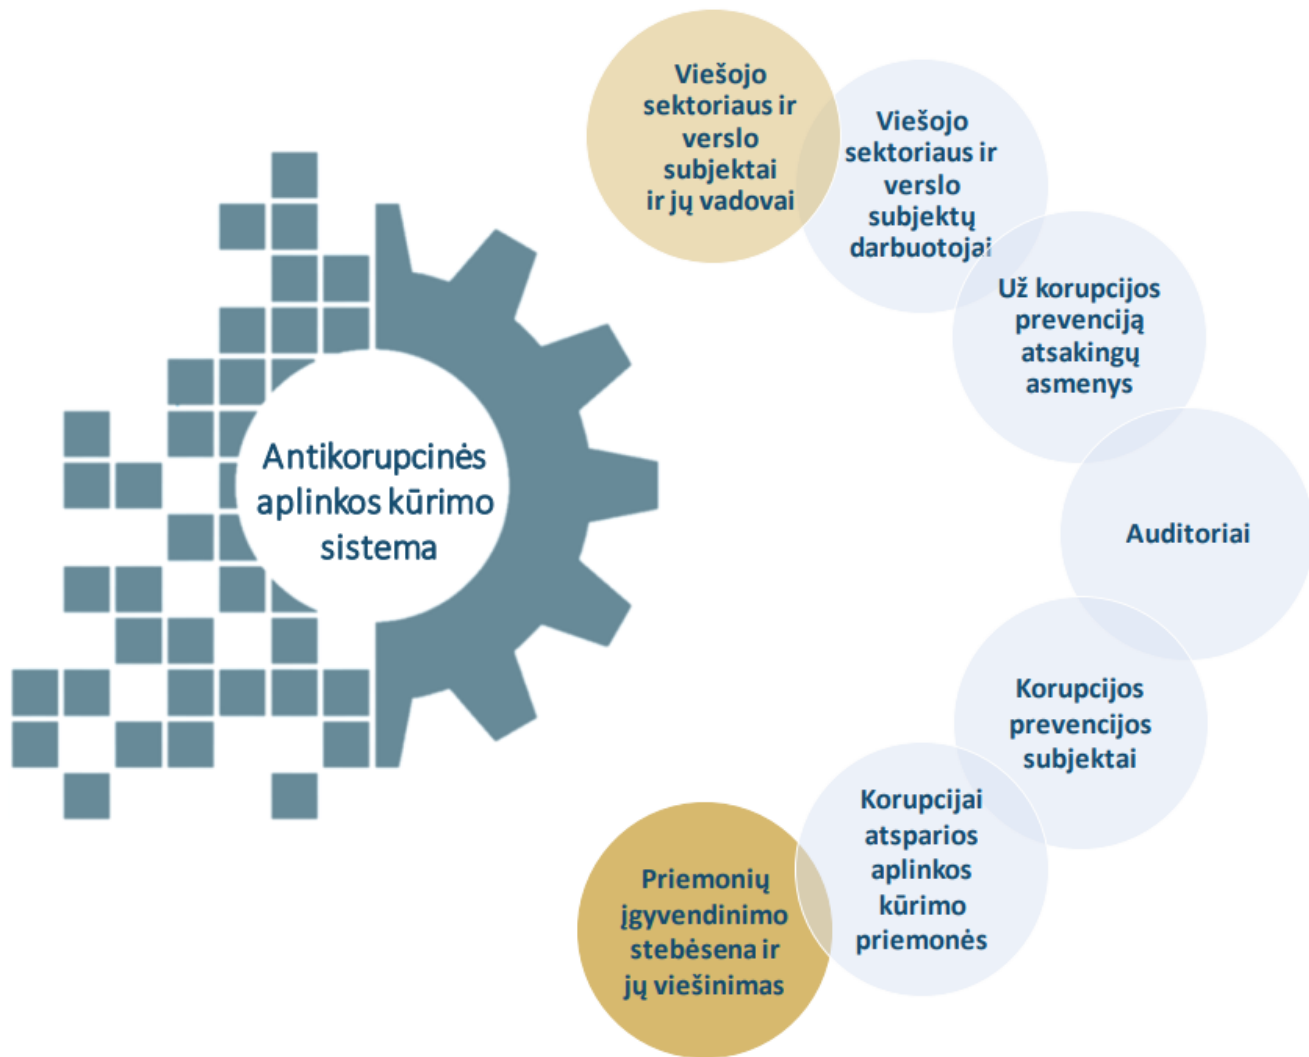 Viešojo
sektoriaus ir
verslo
subjektai
ir jų vadovai
Viešojo
sektoriaus ir
verslo
subjektų
darbuotojai
Už korupcijos
prevenciją
atsakingų
asmenys
Auditoriai
Korupcijos
prevencijos
subjektai
Korupcijai
atsparios
aplinkos
kūrimo
priemonės
Priemonių
įgyvendinimo
stebėsena ir
jų viešinimas
Antikorupcinės
aplinkos kūrimo
sistema